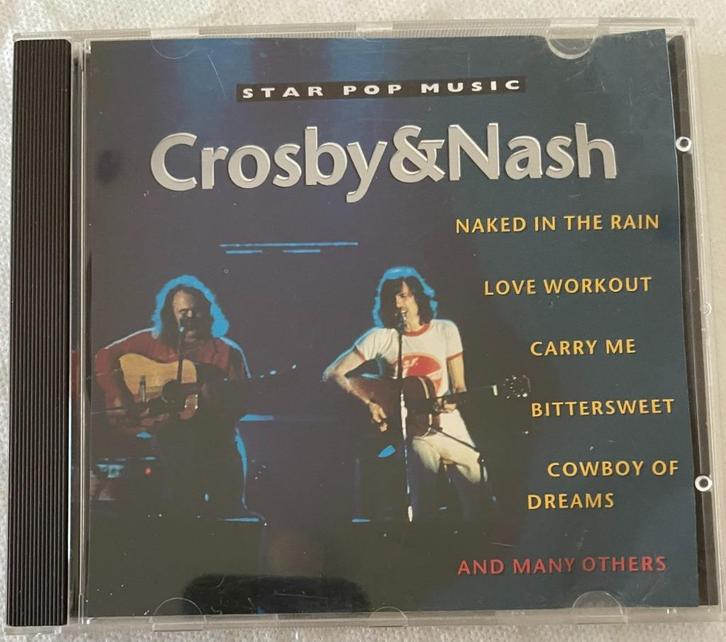 STAR POP MUSIC
Crosby&Nash
NAKED IN THE RAIN
LOVE WORKOUT
CARRY ME
BITTERSWEET
COWBOY OF
DREAMS
AND MANY OTHERS